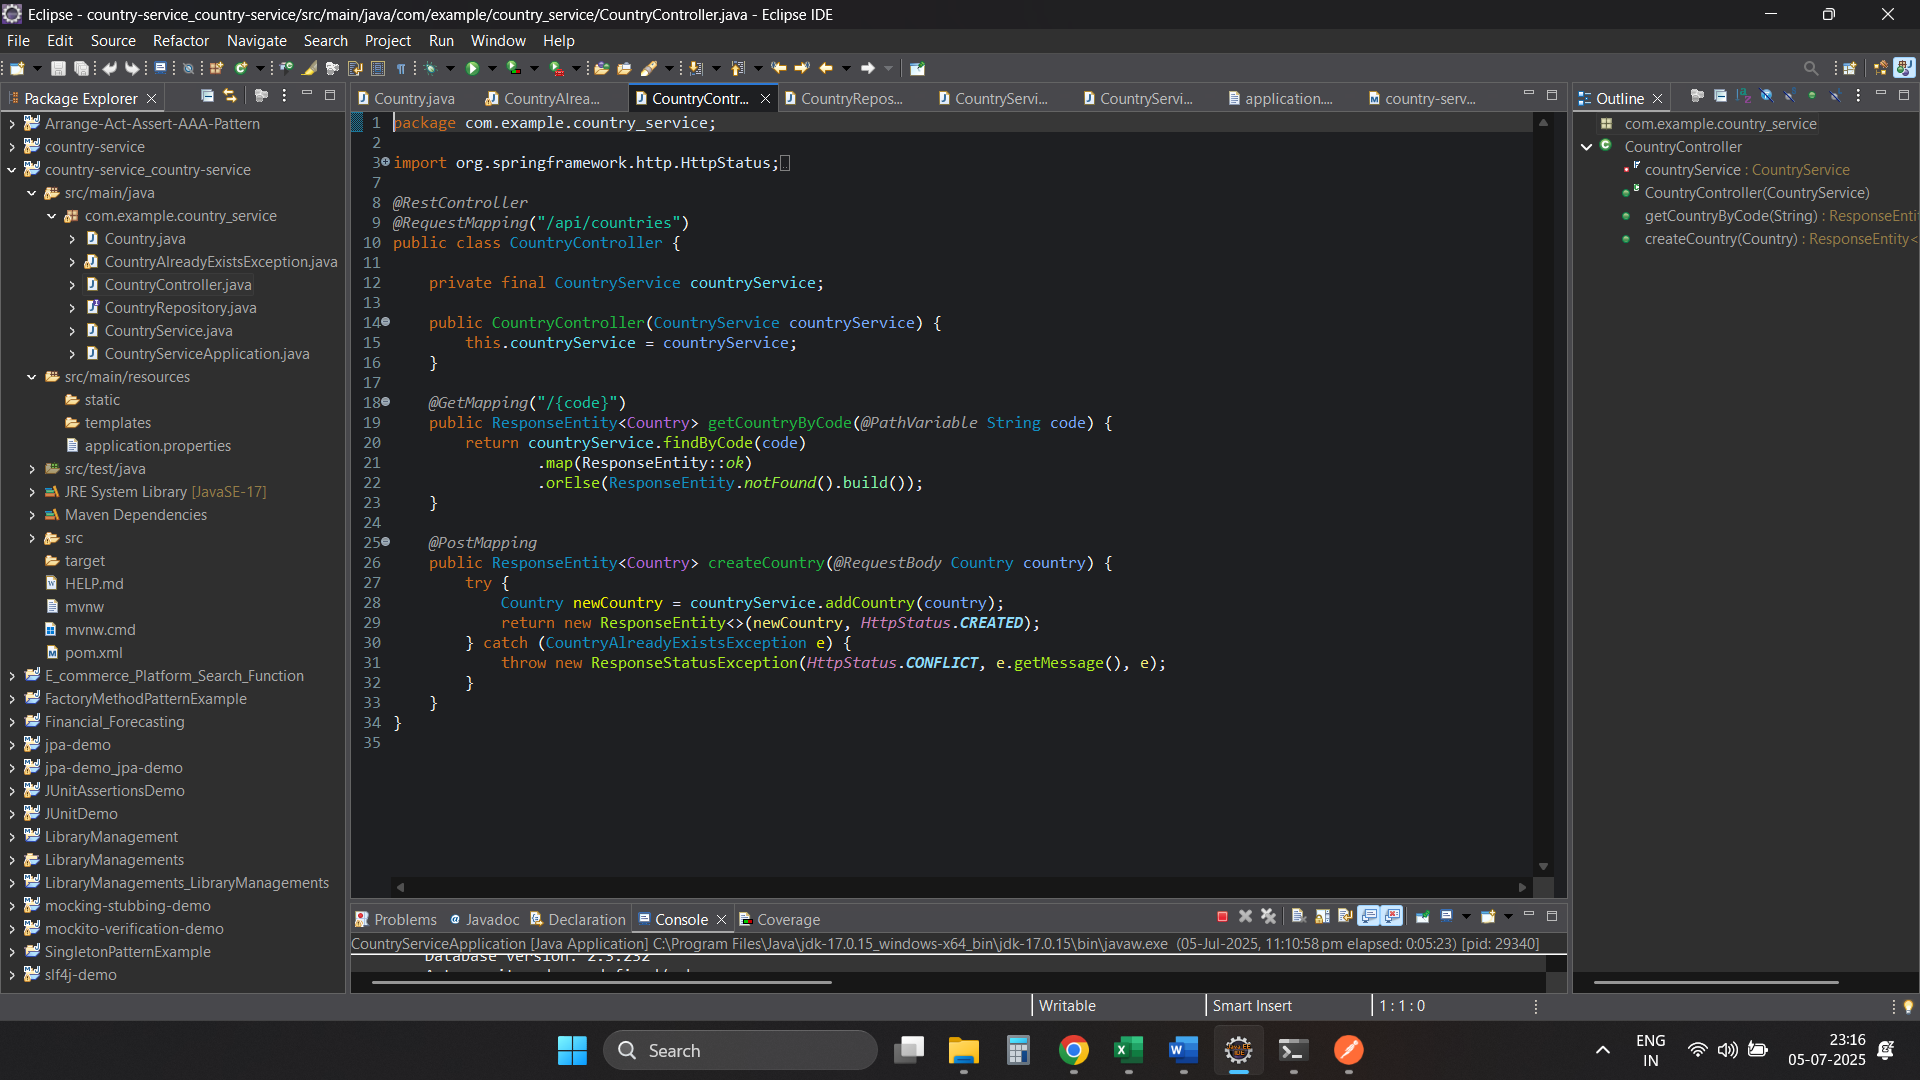 Eclipse - country-service_country-service/src/main/java/com/example/country_service/CountryController.java - Eclipse IDE
File Edit Source Refactor Navigate Search Project Run Window Help
Package Explorer
Arrange-Act-Assert-AAA-Pattern
country-service
country-service_country-service
src/main/java
com.example.country_service
Country.java
CountryAlreadyExistsException.java
CountryController.java
CountryRepository.java
CountryService.java
CountryServiceApplication.java
src/main/resources
static
templates
application.properties
src/test/java
JRE System Library [JavaSE-17]
Maven Dependencies
src
target
HELP.md
mvnw
mvnw.cmd
pom.xml
E_commerce_Platform_Search_Function
FactoryMethodPatternExample
Financial_Forecasting
jpa-demo
jpa-demo_jpa-demo
JUnitAssertionsDemo
JUnitDemo
LibraryManagement
LibraryManagements
LibraryManagements_LibraryManagements
mocking-stubbing-demo
mockito-verification-demo
SingletonPatternExample
slf4j-demo
Country.java CountryAlrea... CountryContr... CountryRepos... CountryServi... CountryServi... application.... country-serv...
1 package com.example.country_service;
2
3 import org.springframework.http.HttpStatus;
7
8 @RestController
9 @RequestMapping("/api/countries")
10 public class CountryController {
11
12 private final CountryService countryService;
13
14 public CountryController(CountryService countryService) {
15 this.countryService = countryService;
16 }
17
18 @GetMapping("/{code}")
19 public ResponseEntity<Country> getCountryByCode(@PathVariable String code) {
20 return countryService.findByCode(code)
21 .map(ResponseEntity::ok)
22 .orElse(ResponseEntity.notFound().build());
23 }
24
25 @PostMapping
26 public ResponseEntity<Country> createCountry(@RequestBody Country country) {
27 try {
28 Country newCountry = countryService.addCountry(country);
29 return new ResponseEntity<>(newCountry, HttpStatus.CREATED);
30 } catch (CountryAlreadyExistsException e) {
31 throw new ResponseStatusException(HttpStatus.CONFLICT, e.getMessage(), e);
32 }
33 }
34 }
35
Problems Javadoc Declaration Console Coverage
CountryServiceApplication [Java Application] C:\Program Files\Java\jdk-17.0.15_windows-x64_bin\jdk-17.0.15\bin\javaw.exe (05-Jul-2025, 11:10:58 pm elapsed: 0:05:23) [pid: 29340]
Database version: 2.3.232
Outline
com.example.country_service
CountryController
countryService : CountryService
CountryController(CountryService)
getCountryByCode(String) : ResponseEnti
createCountry(Country) : ResponseEntity<
Writable Smart Insert 1 : 1 : 0
Search
ENG
IN
23:16
05-07-2025